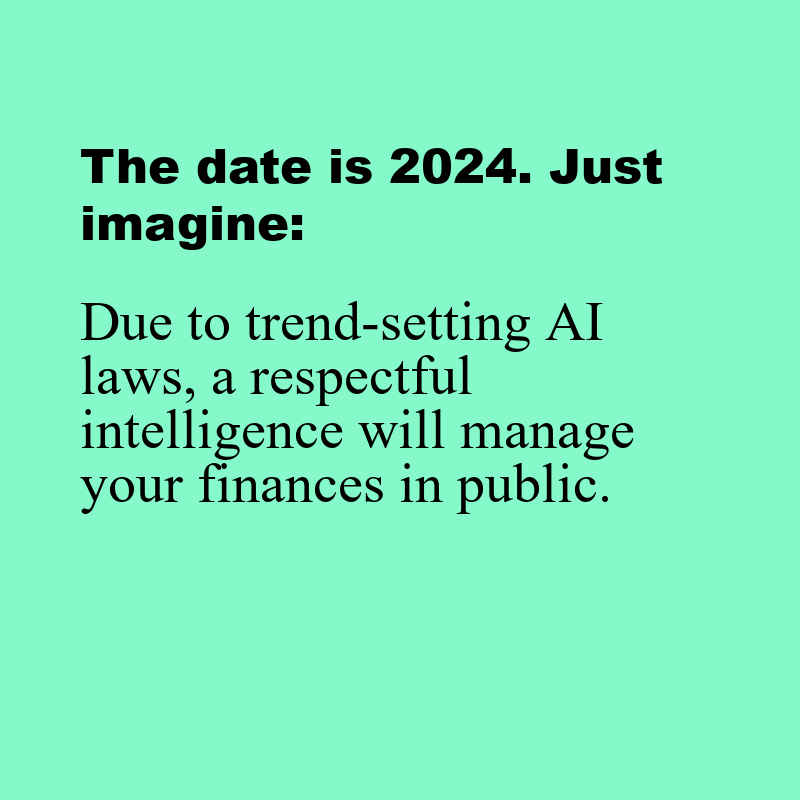 The date is 2024. Just
imagine:
Due to trend-setting AI
laws, a respectful
intelligence will manage
your finances in public.